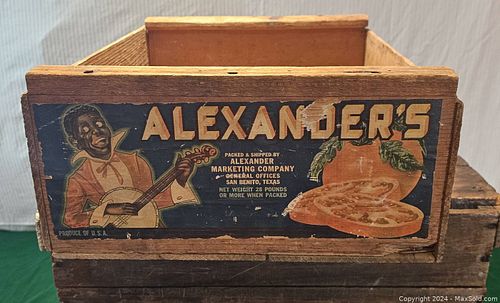 ALEXANDER'S
PACKED & SHIPPED BY
ALEXANDER
MARKETING COMPANY
GENERAL OFFICES
SAN BENITO, TEXAS
NET WEIGHT 28 POUNDS
OR MORE WHEN PACKED
PRODUCE OF U.S.A.
Copyright 2024 - MaxSold.com